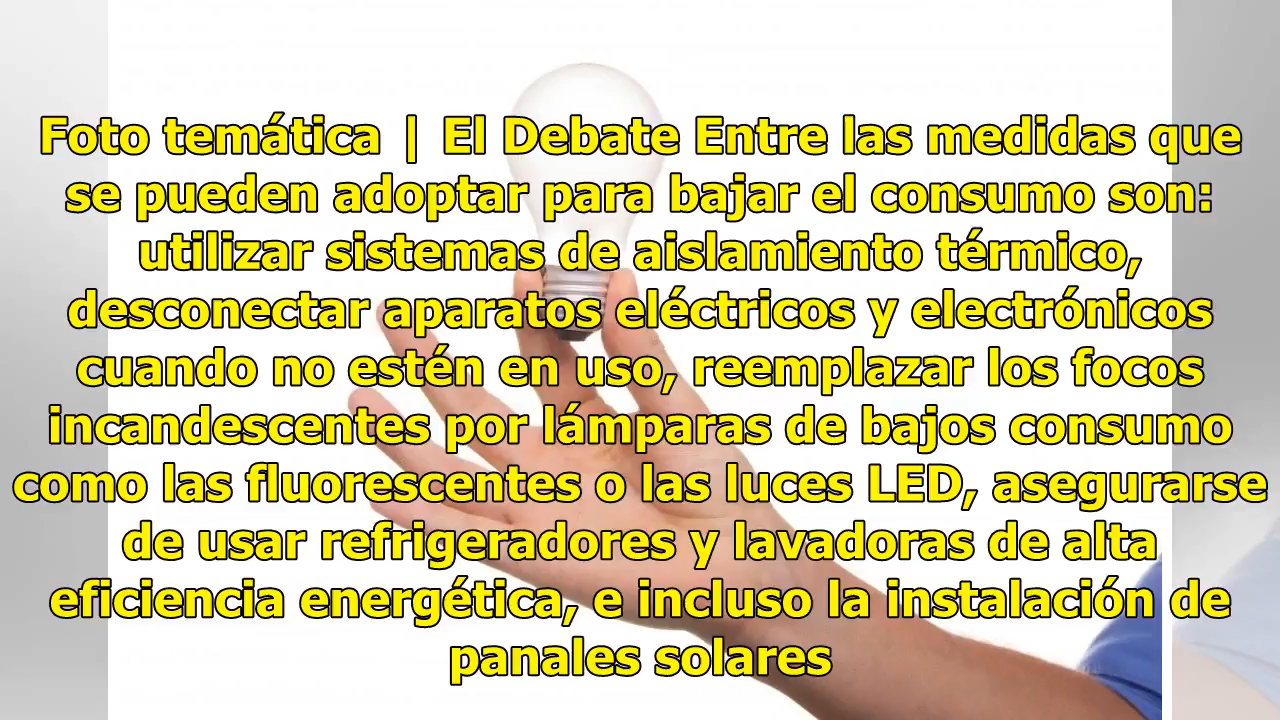 Foto temática | El Debate Entre las medidas que
se pueden adoptar para bajar el consumo son:
utilizar sistemas de aislamiento térmico,
desconectar aparatos eléctricos y electrónicos
cuando no estén en uso, reemplazar los focos
incandescentes por lámparas de bajos consumo
como las fluorescentes o las luces LED, asegurarse
de usar refrigeradores y lavadoras de alta
eficiencia energética, e incluso la instalación de
panales solares